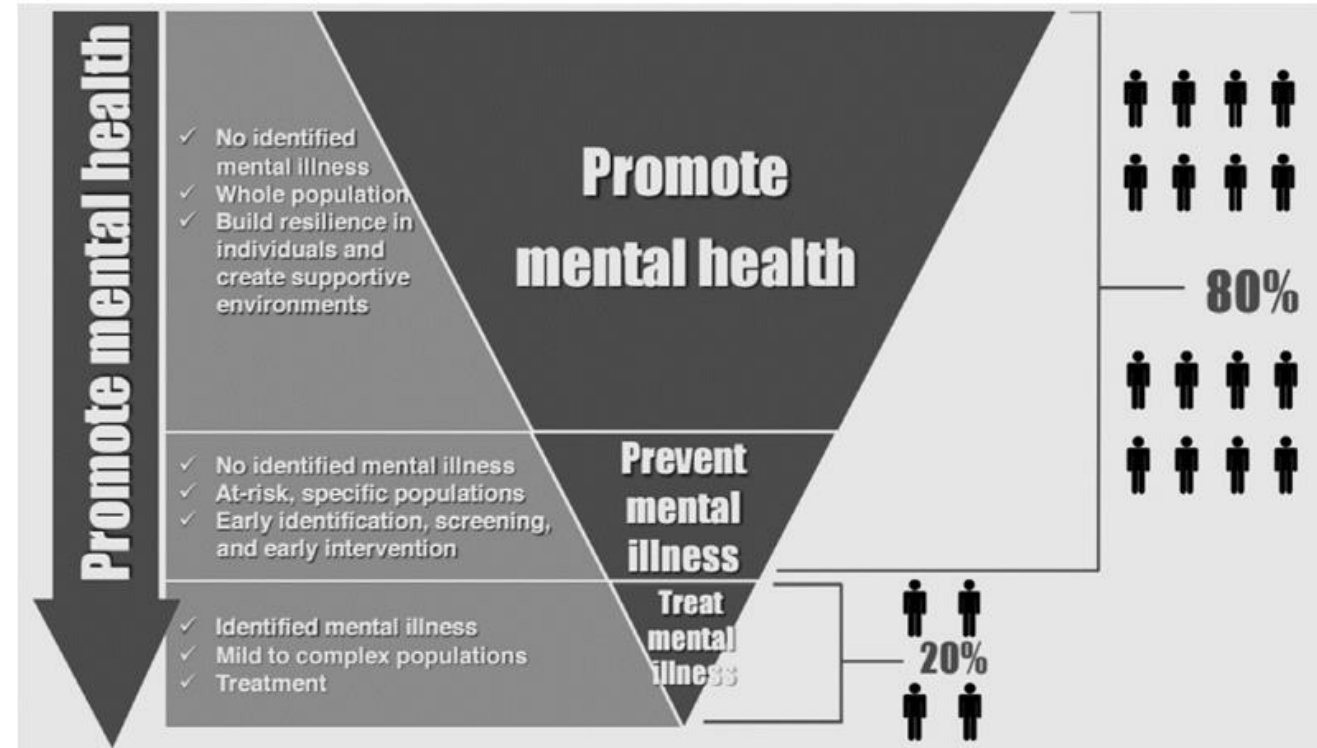 Promote mental health
✓ No identified
mental illness
✓ Whole population
✓ Build resilience in
individuals and
create supportive
environments
Promote
mental health
80%
✓ No identified mental illness
✓ At-risk, specific populations
✓ Early identification, screening,
and early intervention
Prevent
mental
illness
✓ Identified mental illness
✓ Mild to complex populations
✓ Treatment
Treat
mental
illness
20%